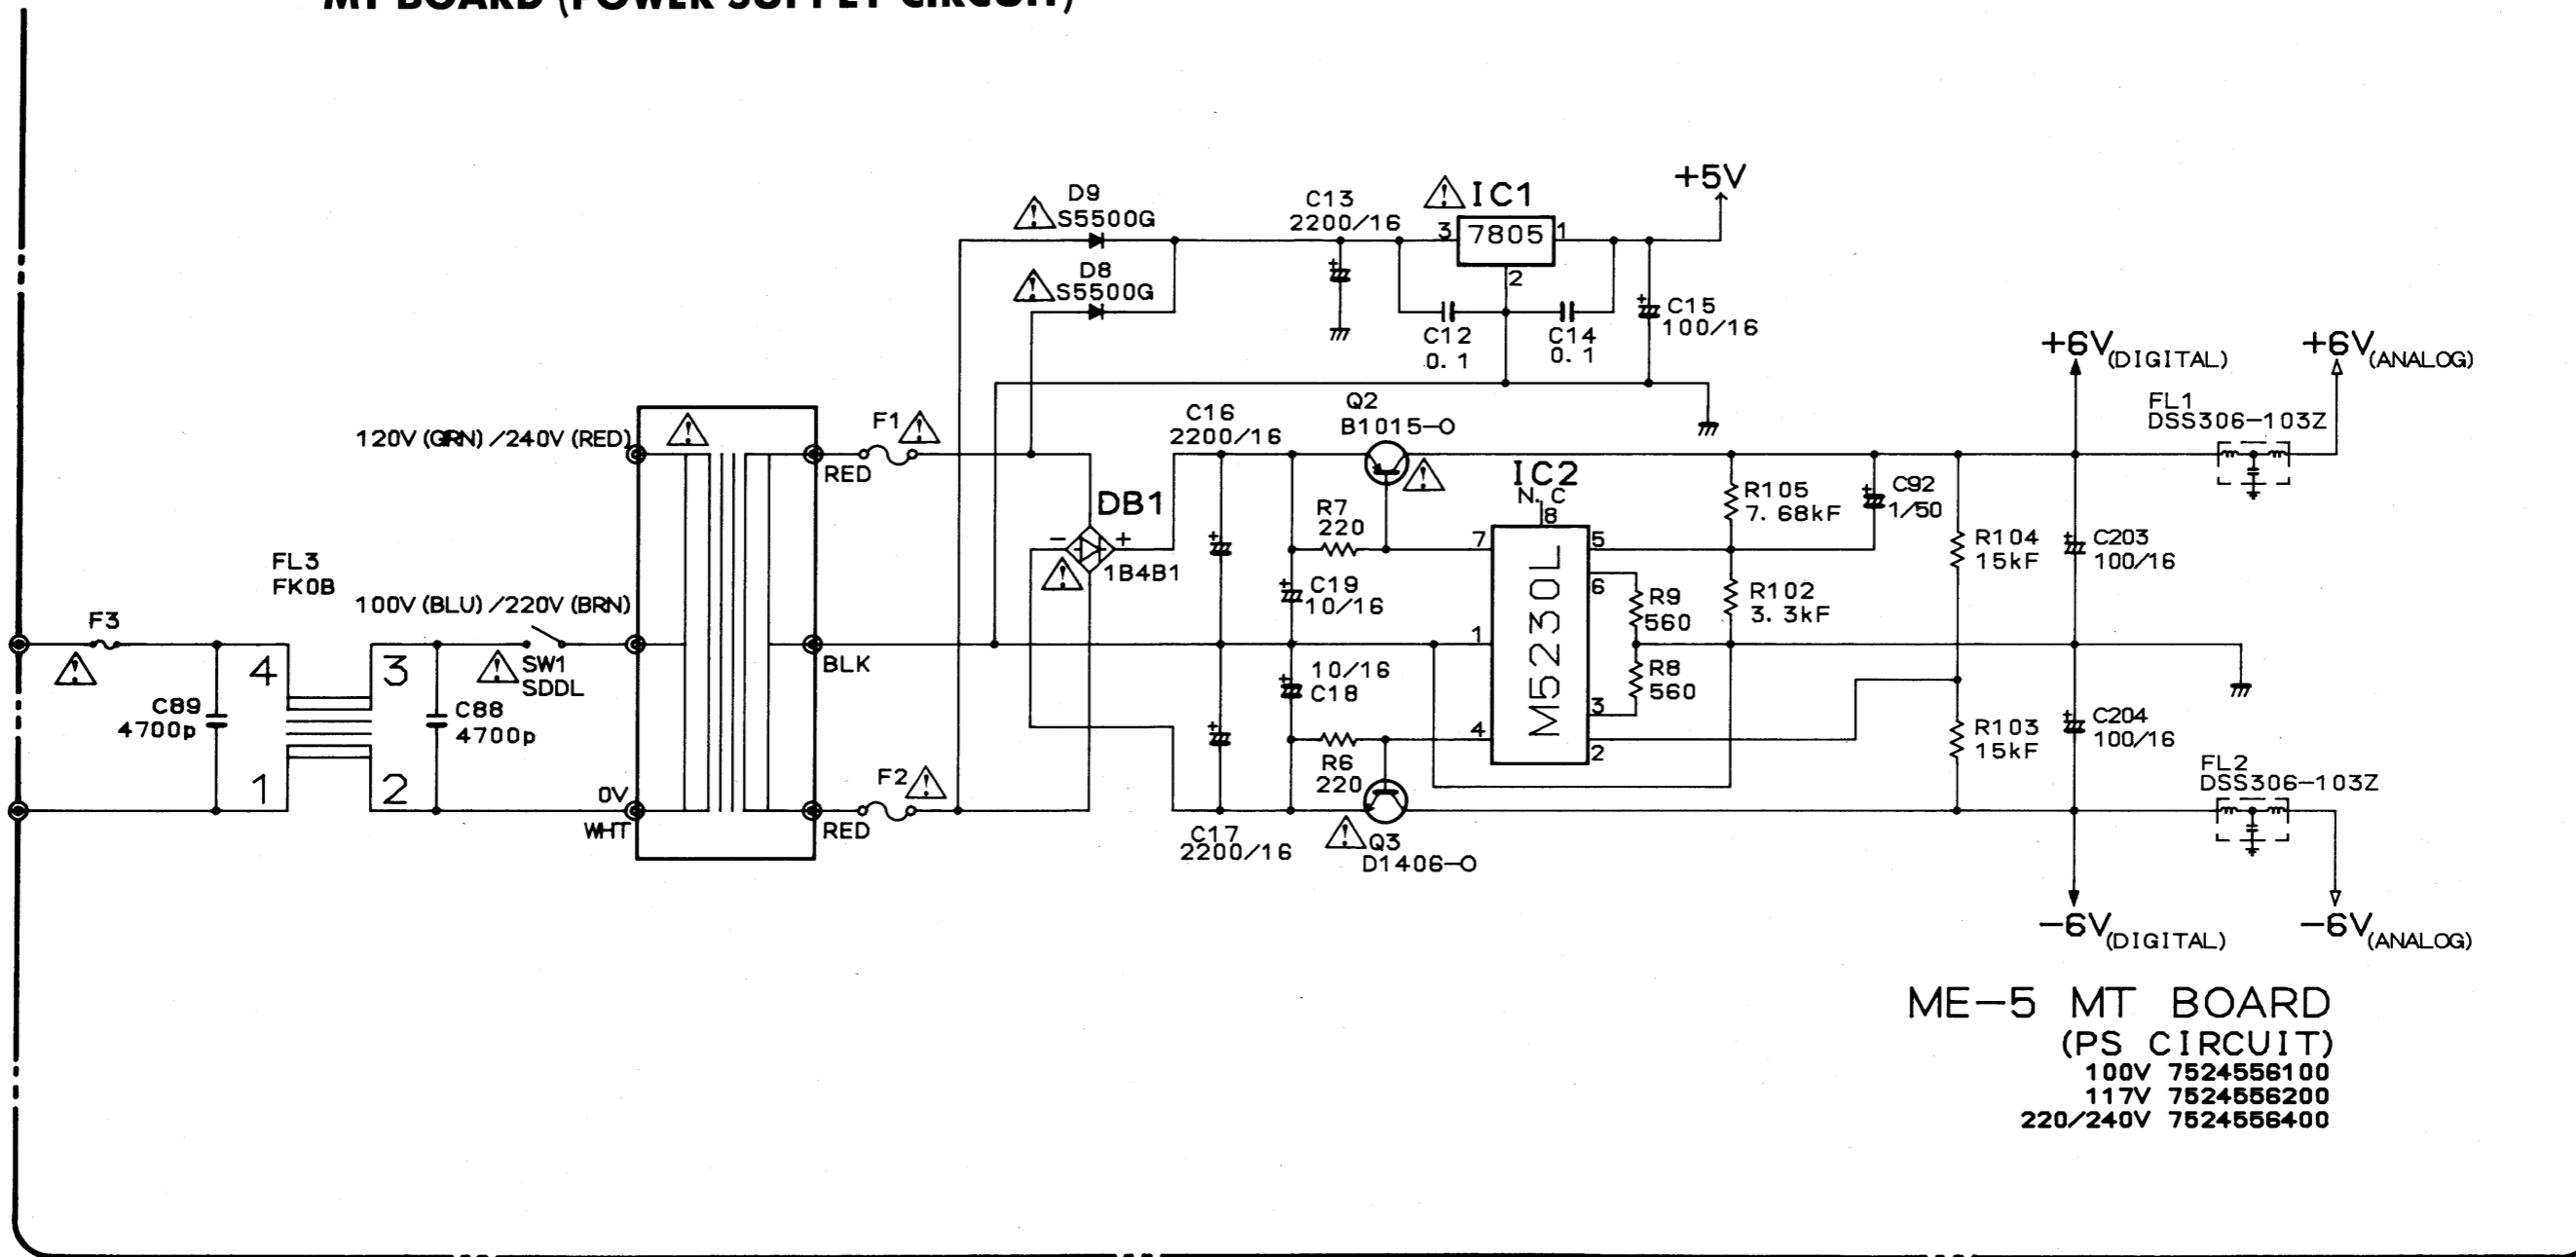 MT BOARD (POWER SUPPLY CIRCUIT)
D9
S5500G
D8
S5500G
C13
2200/16
IC1
3 7805 1
2
+5V
C12
0.1
C14
0.1
C15
100/16
+6V(DIGITAL)
+6V(ANALOG)
FL1
DSS306-103Z
120V(GRN)/240V(RED)
F1
RED
C16
2200/16
Q2
B1015-O
IC2
N.C
8
R7
220
7
5
6
1
4
3
2
M5230L
R105
7.68kF
C92
1/50
R104
15kF
C203
100/16
DB1
- +
1B4B1
C19
10/16
R9
560
R102
3.3kF
FL3
FK0B
100V(BLU)/220V(BRN)
F3
4
3
1
2
C89
4700p
C88
4700p
SW1
SDDL
BLK
10/16
C18
R8
560
R103
15kF
C204
100/16
0V
WHT
F2
RED
R6
220
C17
2200/16
Q3
D1406-O
FL2
DSS306-103Z
-6V(DIGITAL)
-6V(ANALOG)
ME-5 MT BOARD
(PS CIRCUIT)
100V 7524556100
117V 7524556200
220/240V 7524556400